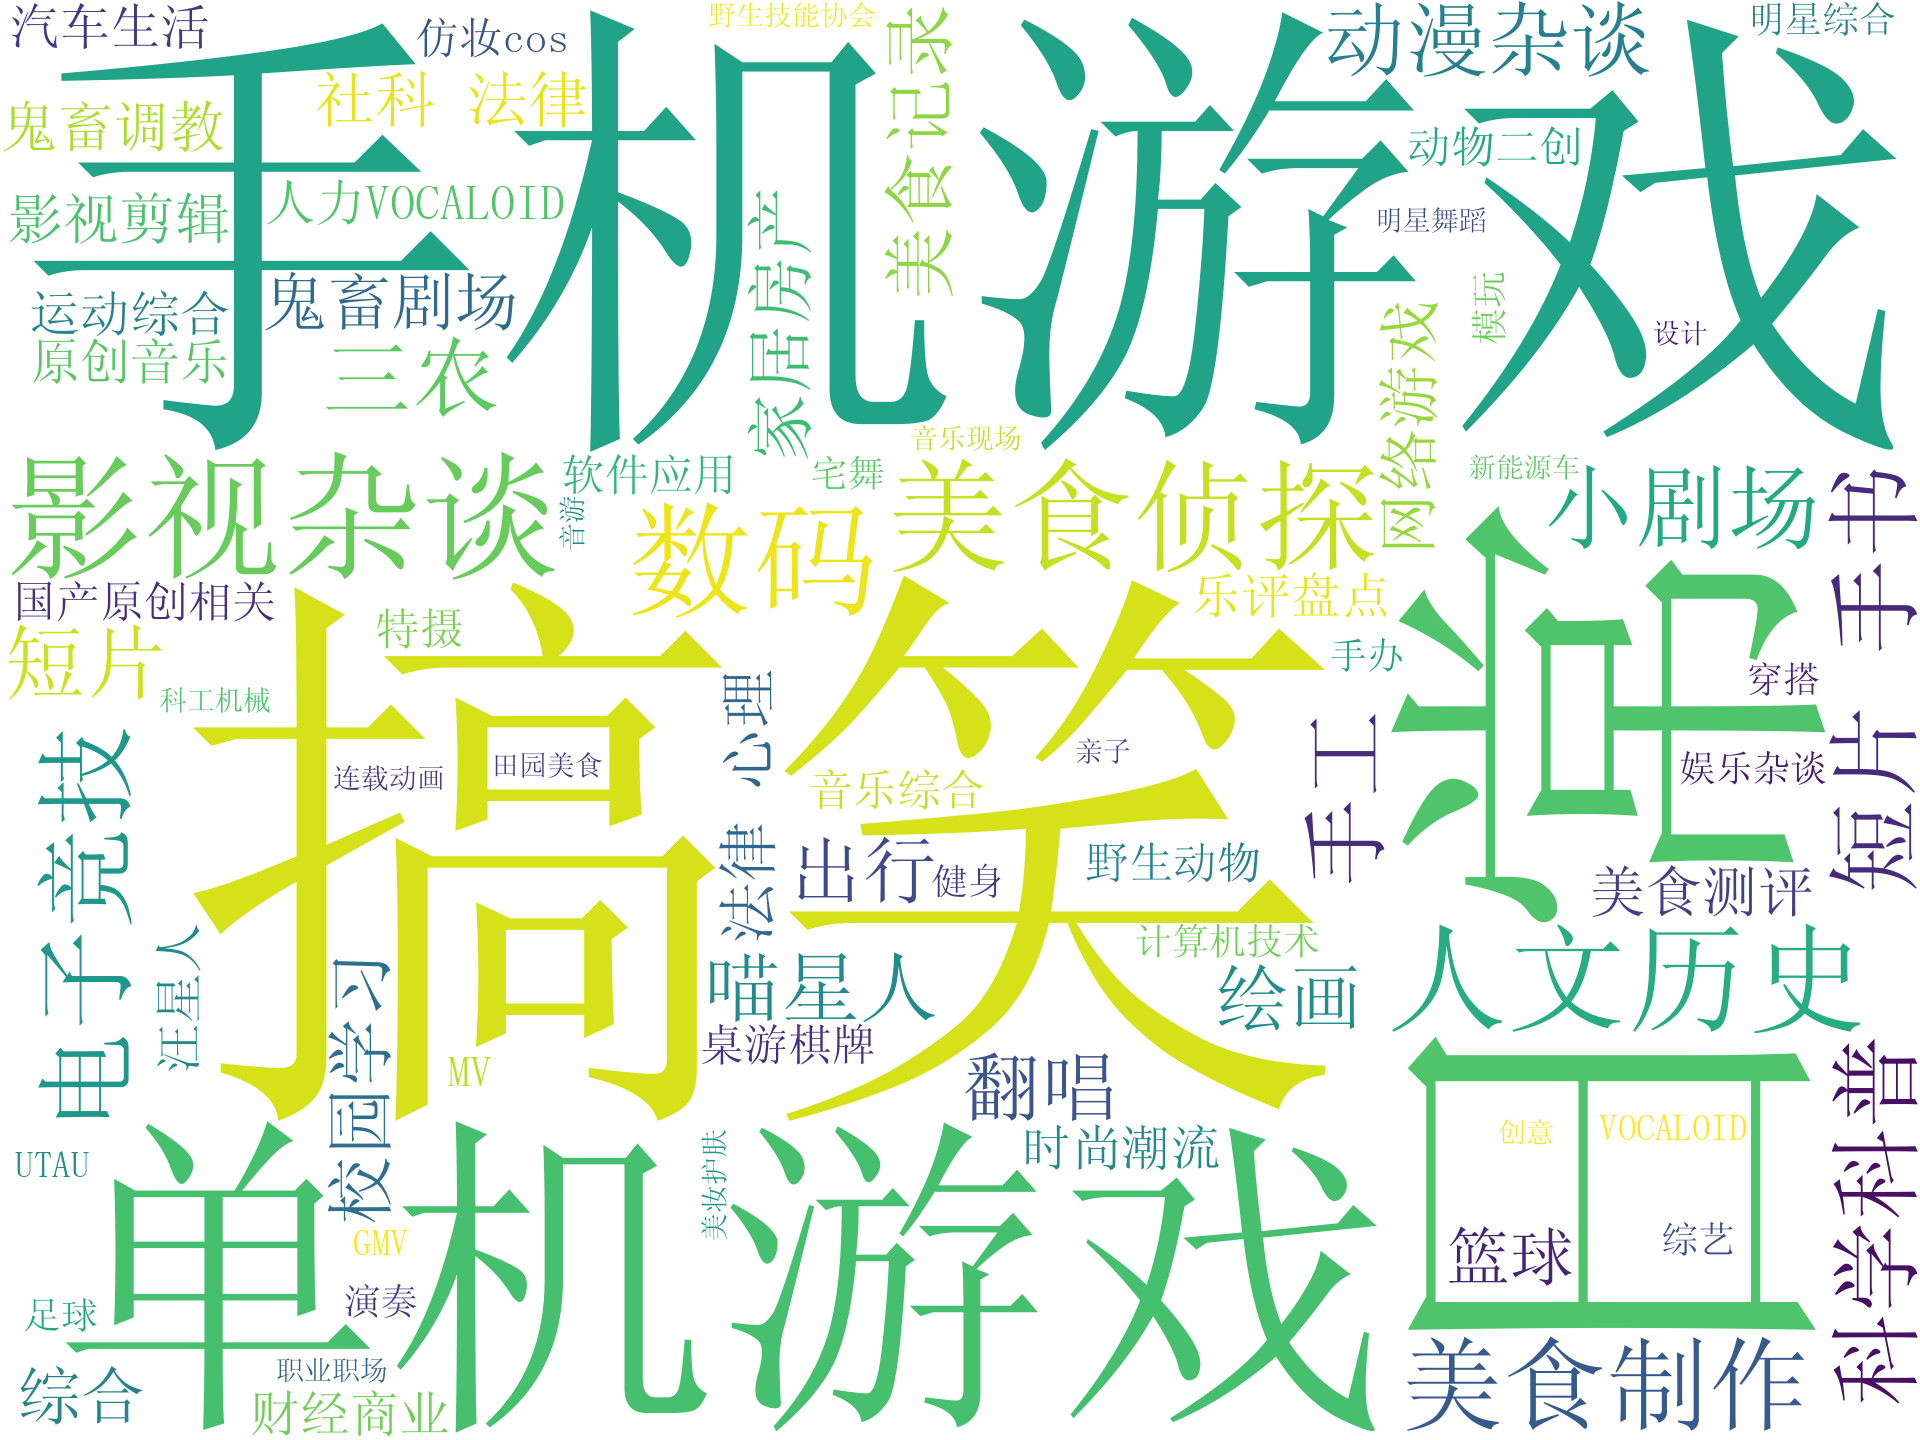 汽车生活
仿妆cos
野生技能协会
动漫杂谈
明星综合
手机游戏
鬼畜调教
社科 法律
美食记录
动物二创
影视剪辑
人力VOCALOID
家居房产
明星舞蹈
运动综合
鬼畜剧场
网络游戏
模玩
设计
原创音乐
三农
音乐现场
影视杂谈
软件应用
宅舞
美食侦探
新能源车
小剧场
手书
音游
数码
国产原创相关
特摄
乐评盘点
日常
短片
搞笑
手办
穿搭
科工机械
心理
手工
短片
电子竞技
连载动画
田园美食
亲子
娱乐杂谈
音乐综合
法律
出行
健身
野生动物
美食测评
汪星人
校园学习
喵星人
计算机技术
绘画
人文历史
桌游棋牌
MV
翻唱
科学科普
UTAU
单机游戏
美妆护肤
时尚潮流
创意
VOCALOID
GMV
篮球
综艺
足球
演奏
综合
职业职场
财经商业
美食制作